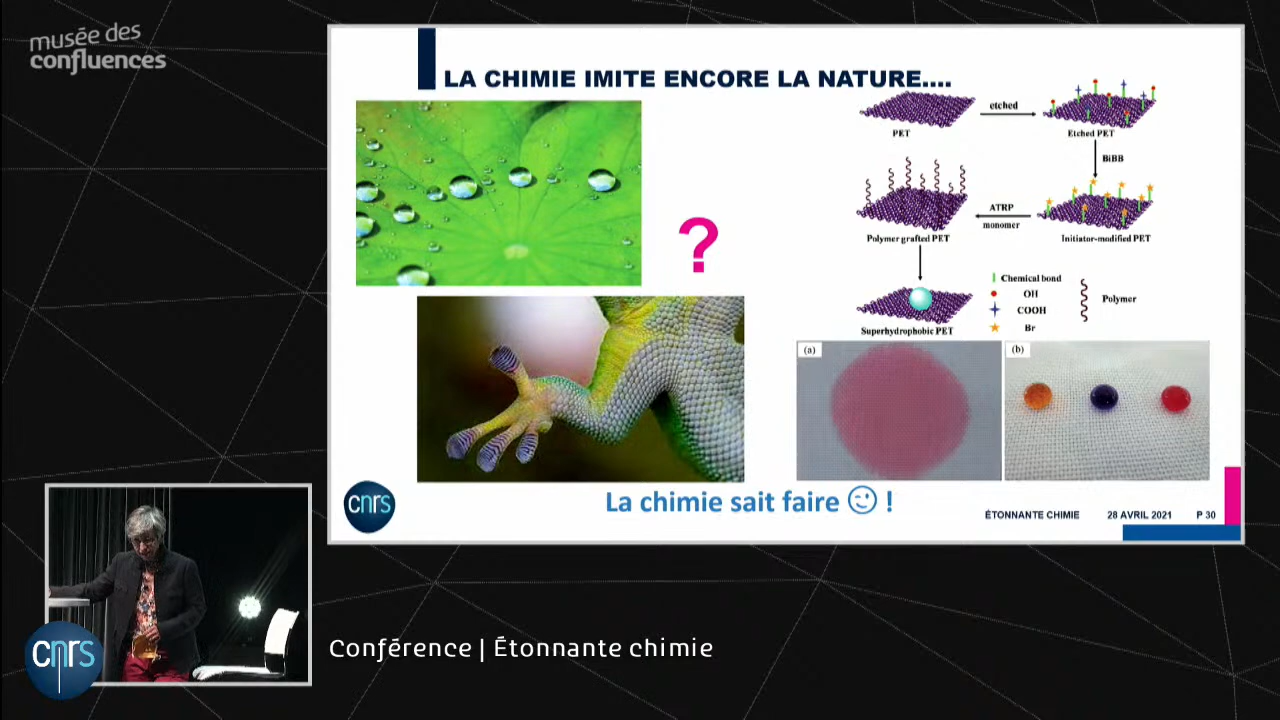 musée des
confluences
LA CHIMIE IMITE ENCORE LA NATURE....
etched
PET
Etched PET
BiBB
ATRP
monomer
Polymer grafted PET
Initiator-modified PET
Chemical bond
OH
Polymer
COOH
Br
Superhydrophobic PET
?
(a)
(b)
La chimie sait faire 😉 !
cnrs
ÉTONNANTE CHIMIE 28 AVRIL 2021 P 30
cnrs
Conférence | Étonnante chimie